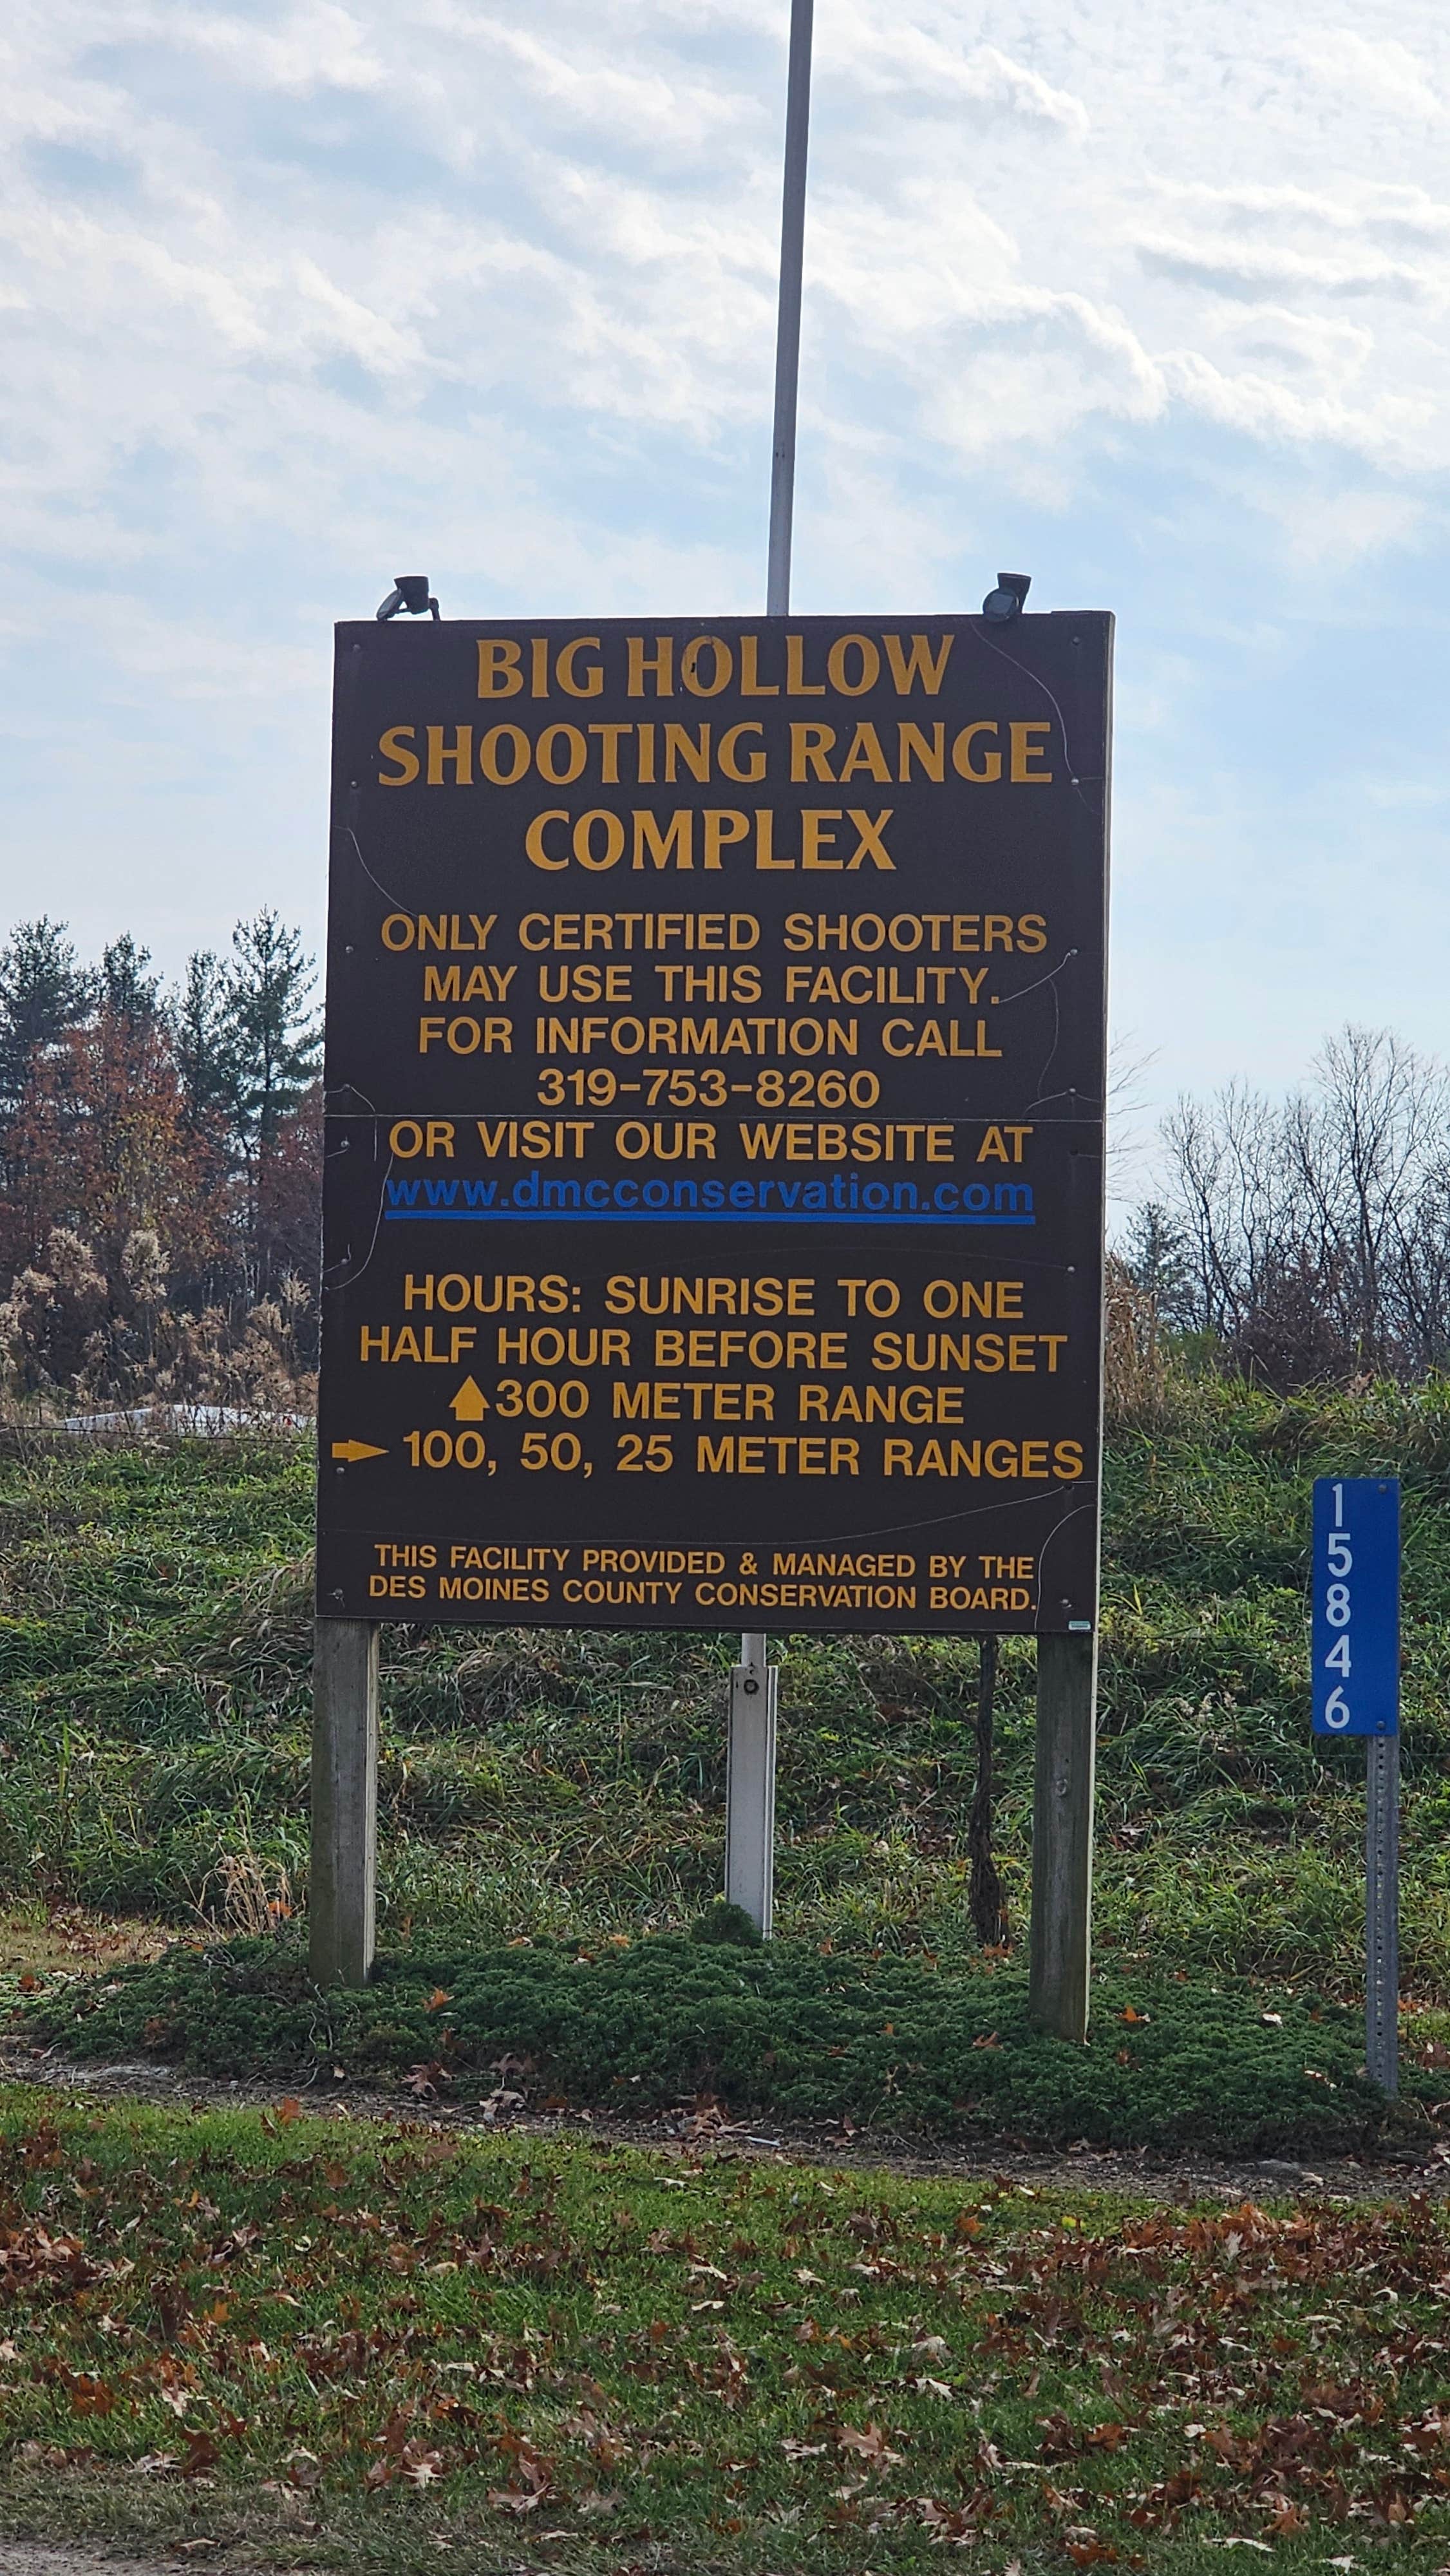 BIG HOLLOW
SHOOTING RANGE
COMPLEX
ONLY CERTIFIED SHOOTERS
MAY USE THIS FACILITY.
FOR INFORMATION CALL
319-753-8260
OR VISIT OUR WEBSITE AT
www.dmcconservation.com
HOURS: SUNRISE TO ONE
HALF HOUR BEFORE SUNSET
↑300 METER RANGE
→ 100, 50, 25 METER RANGES
THIS FACILITY PROVIDED & MANAGED BY THE
DES MOINES COUNTY CONSERVATION BOARD.
15846